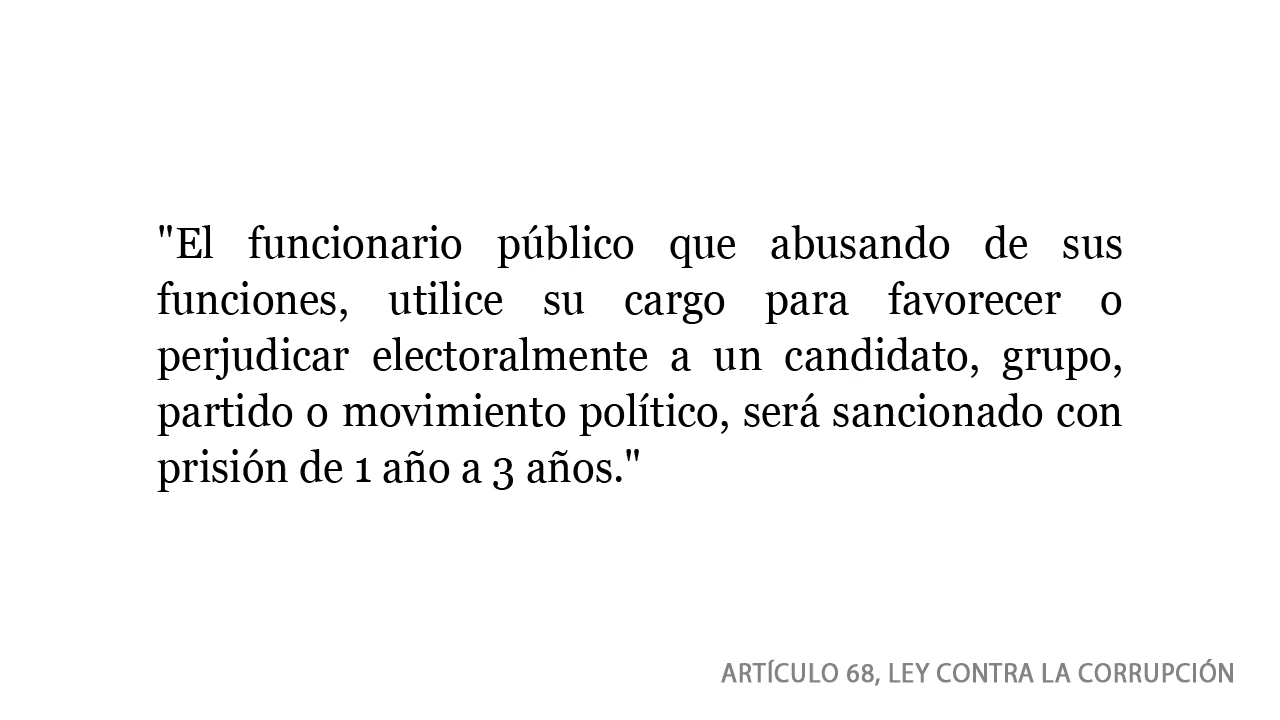 "El funcionario público que abusando de sus
funciones, utilice su cargo para favorecer o
perjudicar electoralmente a un candidato, grupo,
partido o movimiento político, será sancionado con
prisión de 1 año a 3 años."
ARTÍCULO 68, LEY CONTRA LA CORRUPCIÓN